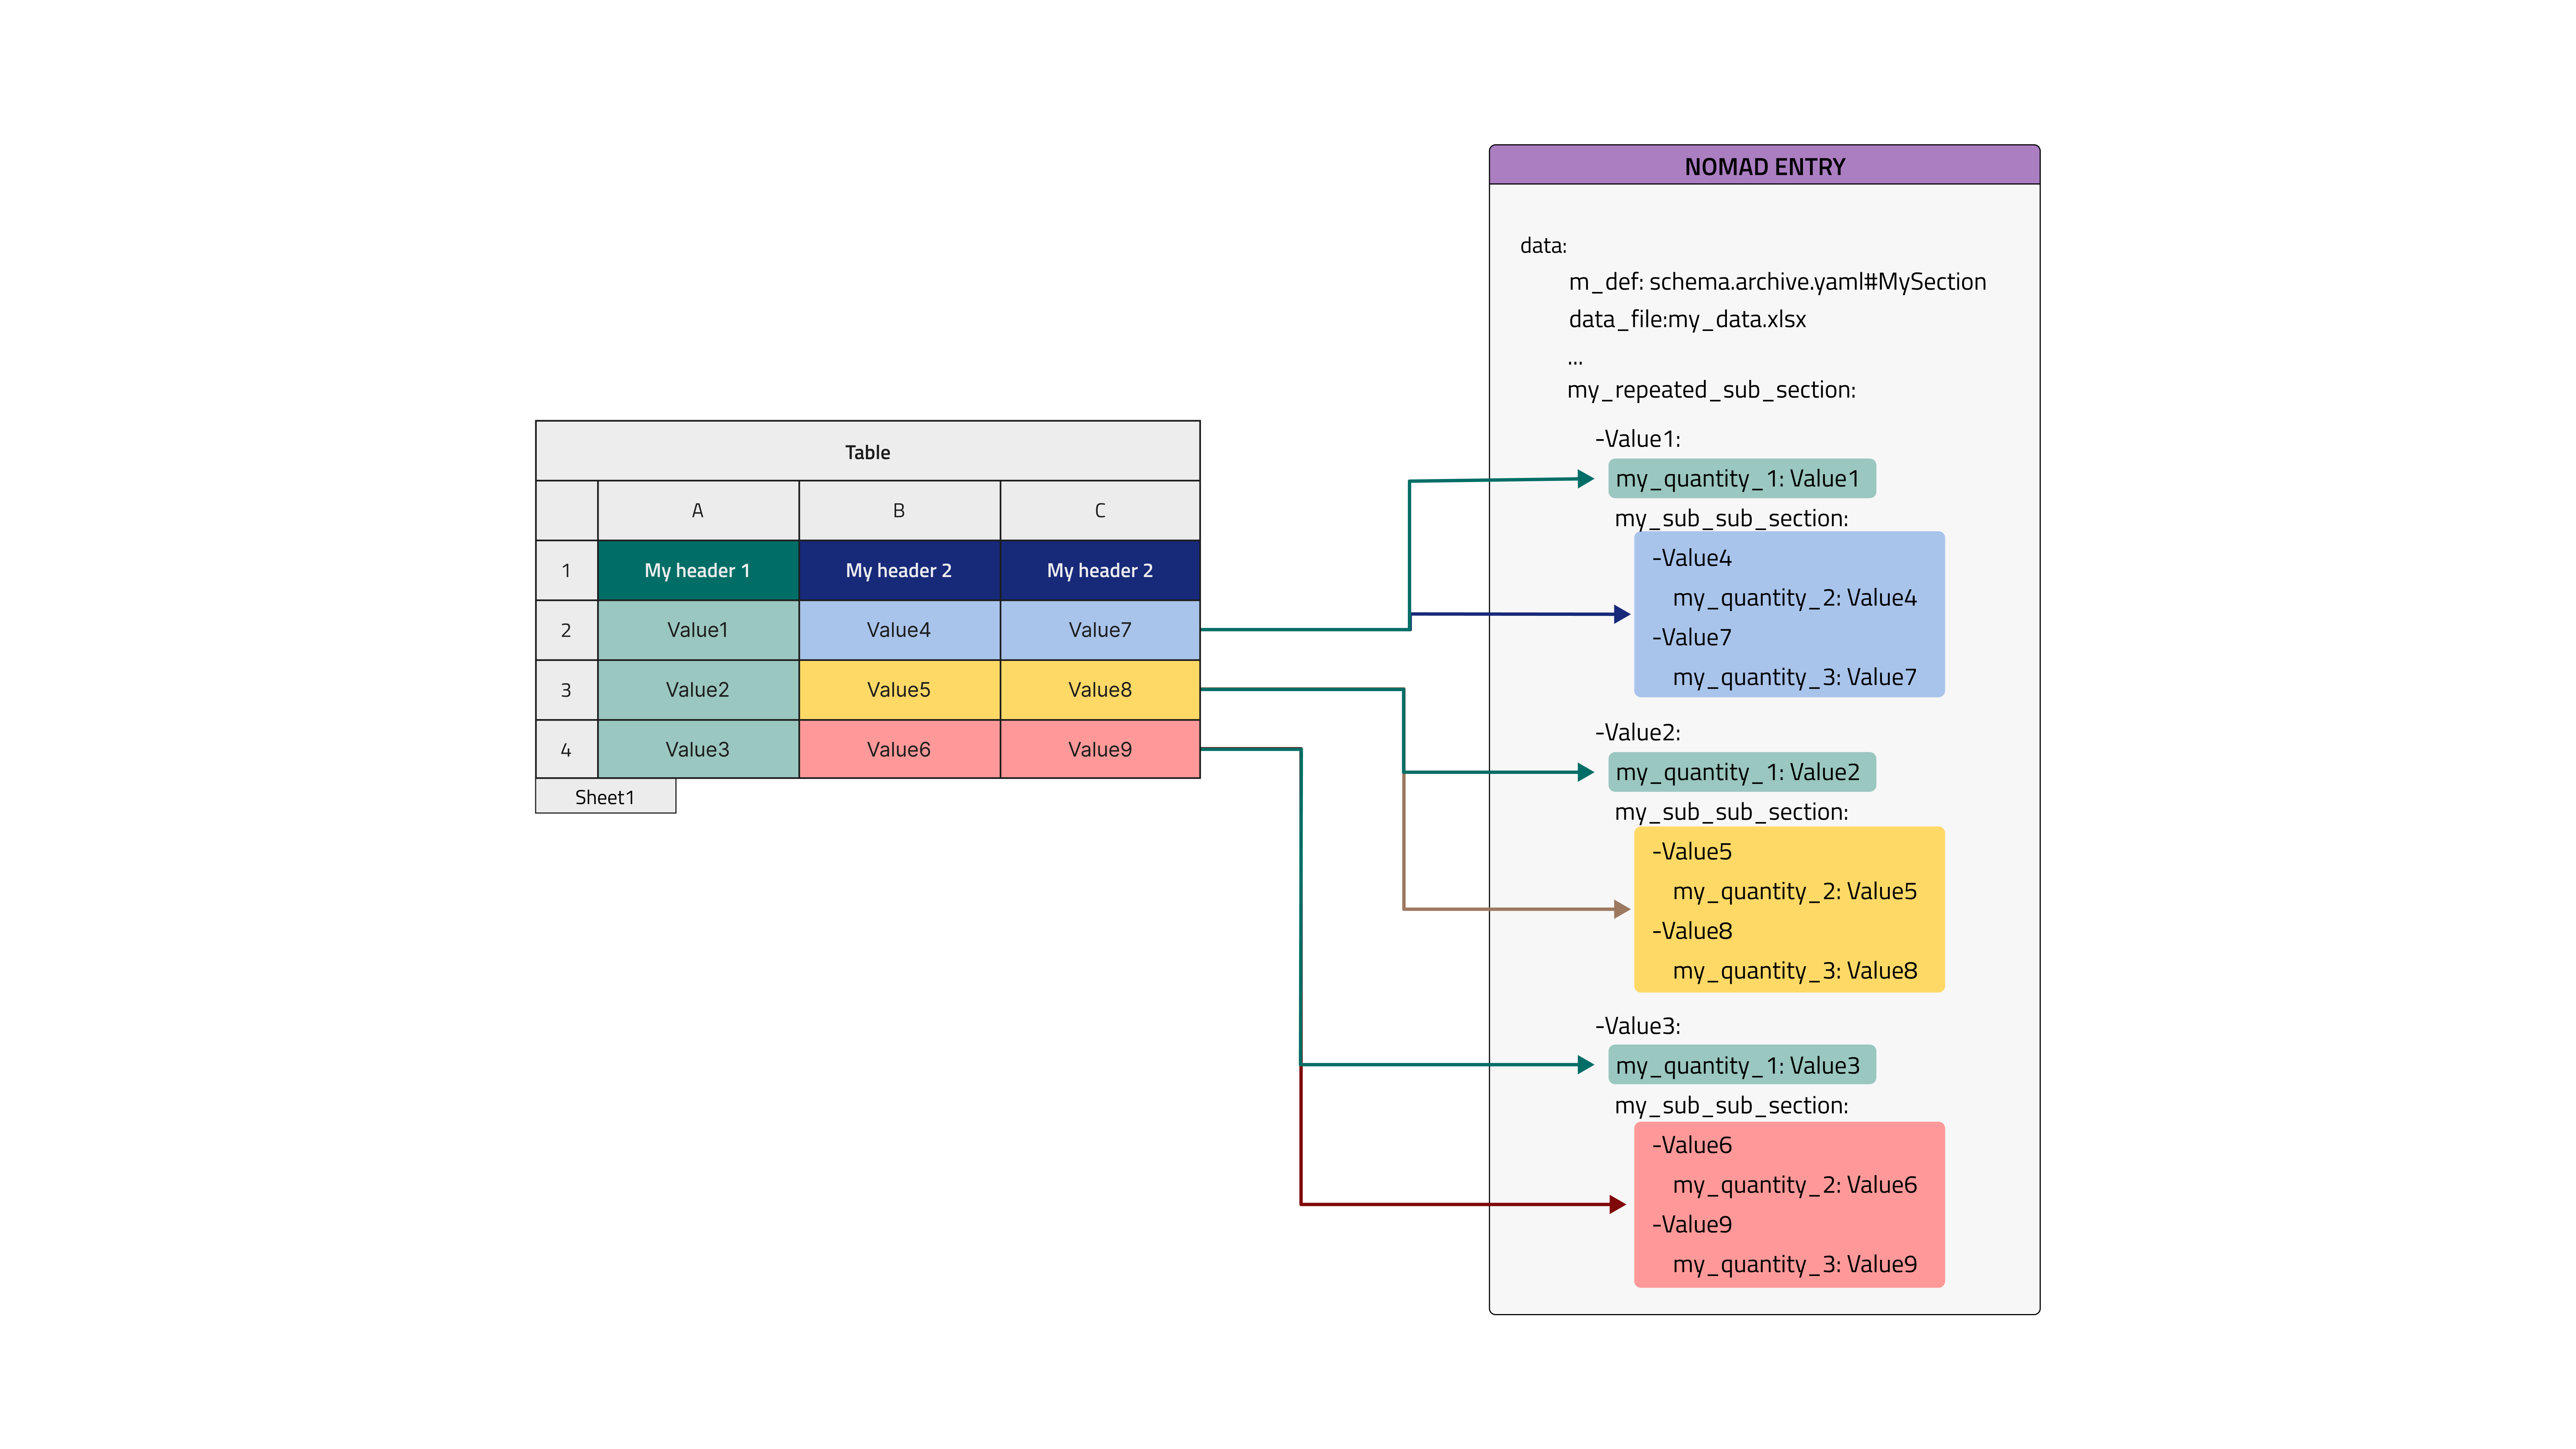 NOMAD ENTRY
data:
m_def: schema.archive.yaml#MySection
data_file:my_data.xlsx
...
my_repeated_sub_section:
-Value1:
my_quantity_1: Value1
my_sub_sub_section:
-Value4
my_quantity_2: Value4
-Value7
my_quantity_3: Value7
-Value2:
my_quantity_1: Value2
my_sub_sub_section:
-Value5
my_quantity_2: Value5
-Value8
my_quantity_3: Value8
-Value3:
my_quantity_1: Value3
my_sub_sub_section:
-Value6
my_quantity_2: Value6
-Value9
my_quantity_3: Value9
Table
A B C
1 My header 1 My header 2 My header 2
2 Value1 Value4 Value7
3 Value2 Value5 Value8
4 Value3 Value6 Value9
Sheet1